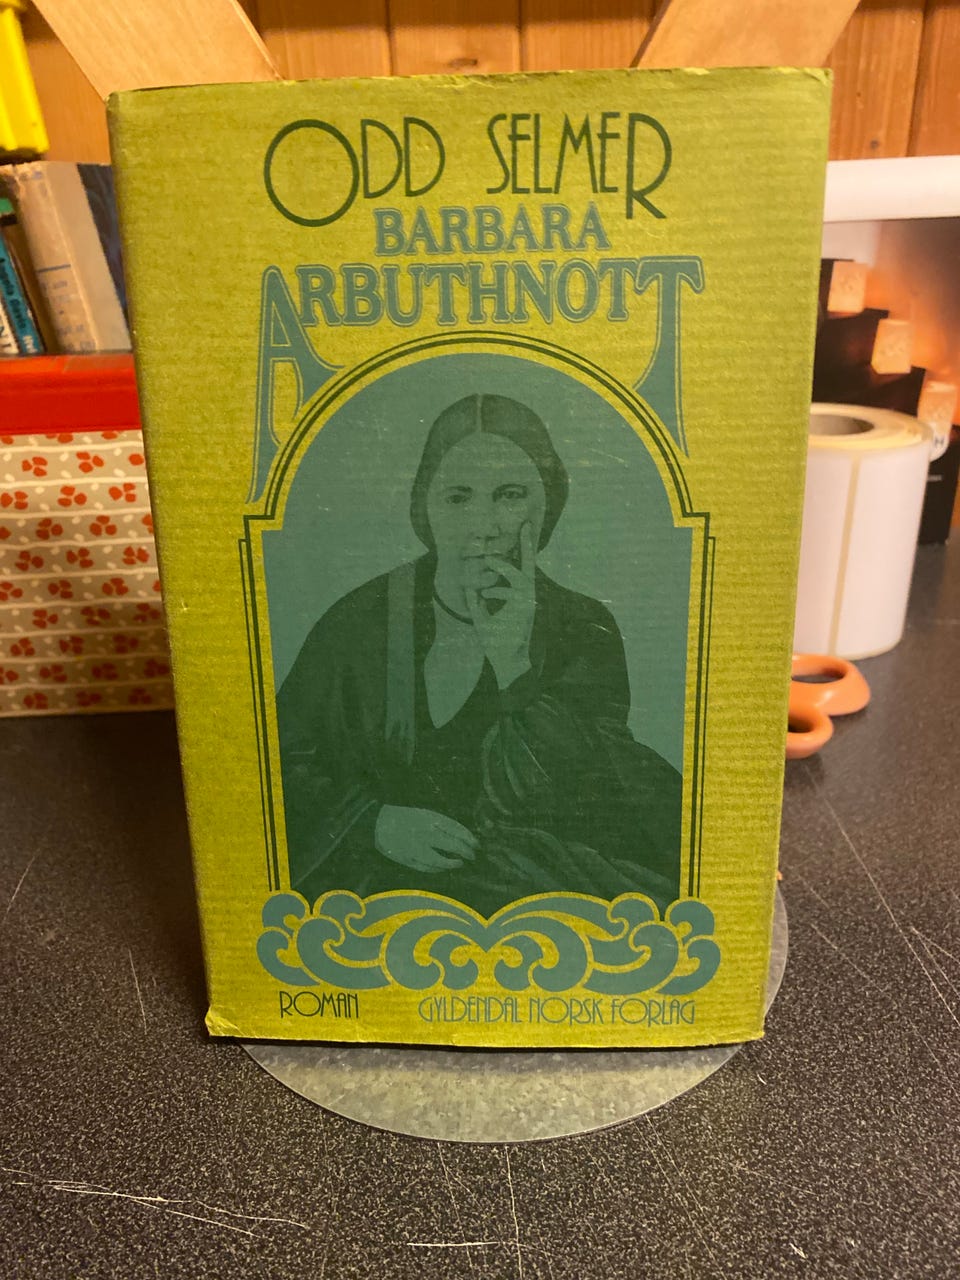 ODD SELMER
BARBARA
ARBUTHNOTT
ROMAN GYLDENDAL NORSK FORLAG